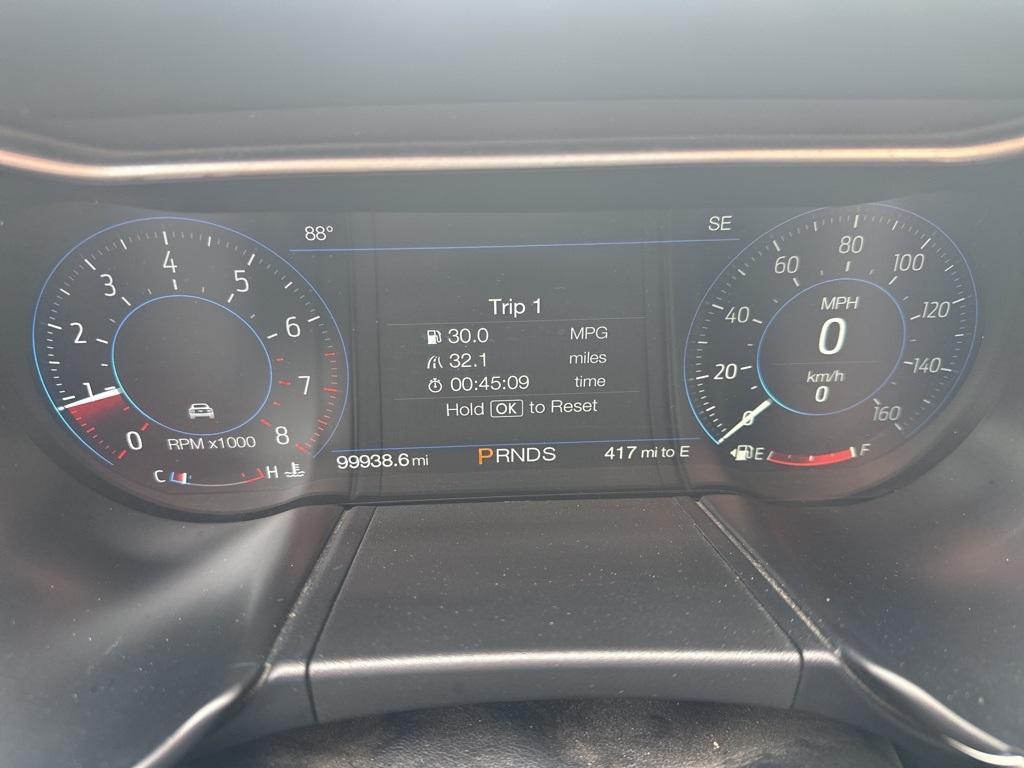 88°
SE
0
1
2
3
4
5
6
7
8
RPM x1000
C
H
Trip 1
30.0 MPG
32.1 miles
00:45:09 time
Hold OK to Reset
99938.6 mi
PRNDS
417 mi to E
0
20
40
60
80
100
120
140
160
MPH
0
km/h
0
E
F